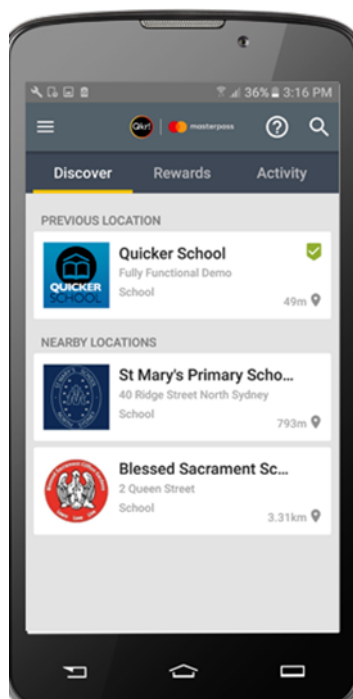 36% 3:16 PM
Qkr! masterpass
Discover Rewards Activity
PREVIOUS LOCATION
Quicker School
Fully Functional Demo
School
49m
QUICKER
SCHOOL
NEARBY LOCATIONS
St Mary's Primary Scho...
40 Ridge Street North Sydney
School
793m
Blessed Sacrament Sc...
2 Queen Street
School
3.31km